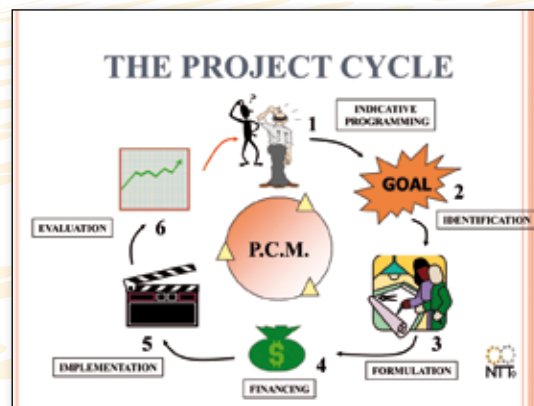 THE PROJECT CYCLE
?
1
INDICATIVE
PROGRAMMING
GOAL
2
IDENTIFICATION
3
FORMULATION
$
4
FINANCING
5
IMPLEMENTATION
6
EVALUATION
P.C.M.